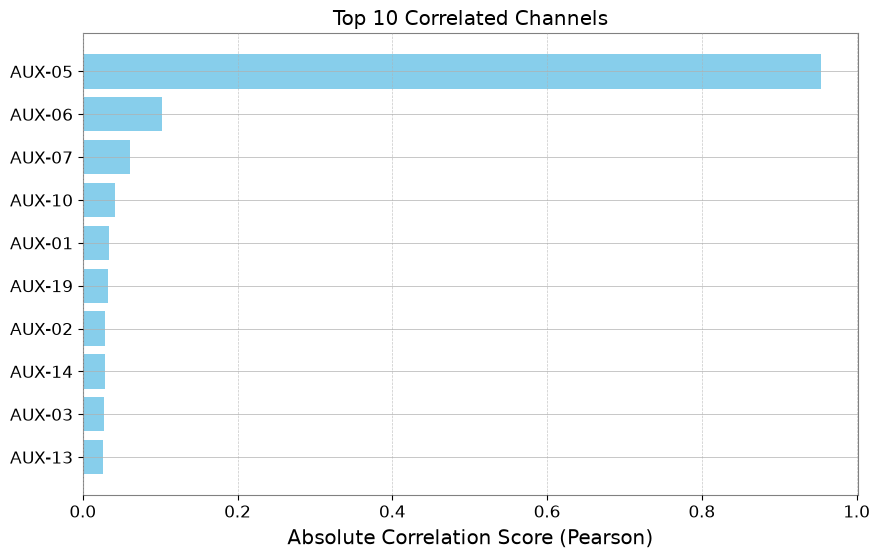 Top 10 Correlated Channels
AUX-05
AUX-06
AUX-07
AUX-10
AUX-01
AUX-19
AUX-02
AUX-14
AUX-03
AUX-13
0.0 0.2 0.4 0.6 0.8 1.0
Absolute Correlation Score (Pearson)